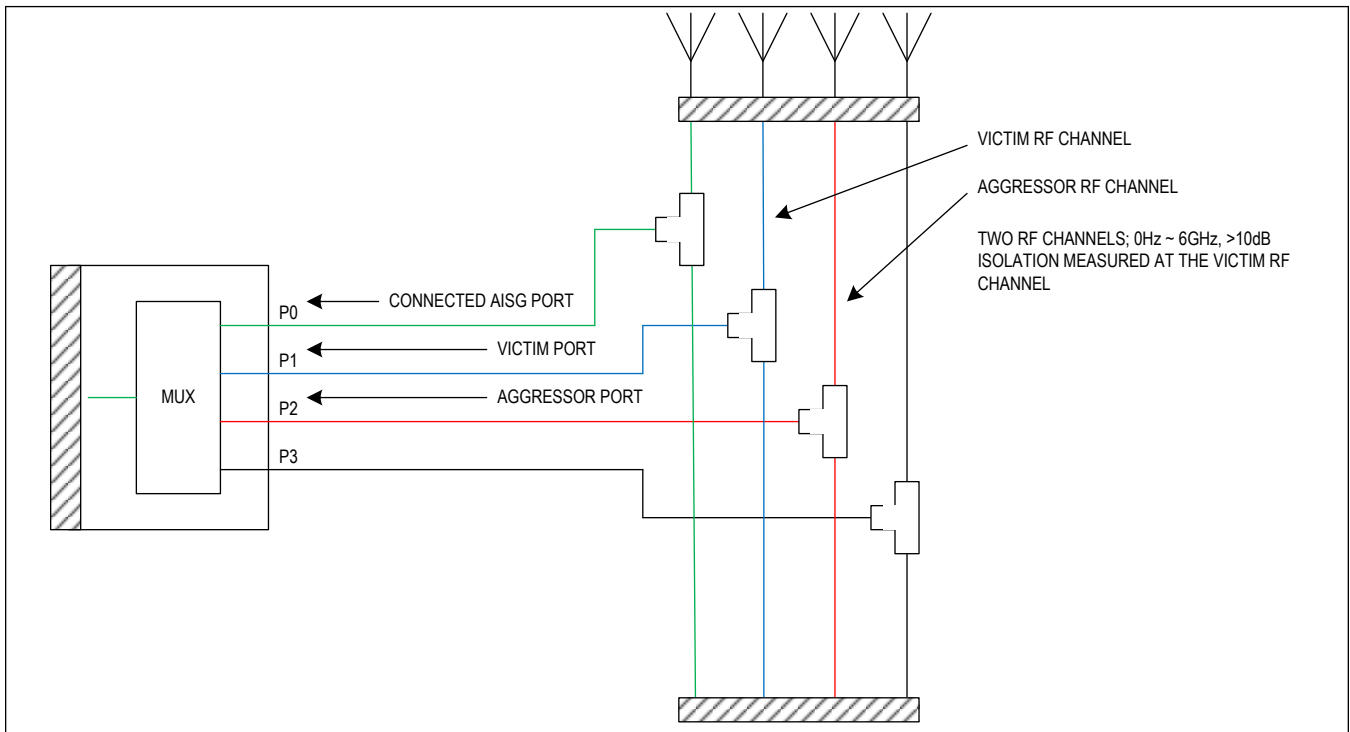 VICTIM RF CHANNEL
AGGRESSOR RF CHANNEL
TWO RF CHANNELS; 0Hz ~ 6GHz, >10dB
ISOLATION MEASURED AT THE VICTIM RF
CHANNEL
CONNECTED AISG PORT
P0
VICTIM PORT
P1
AGGRESSOR PORT
MUX
P2
P3